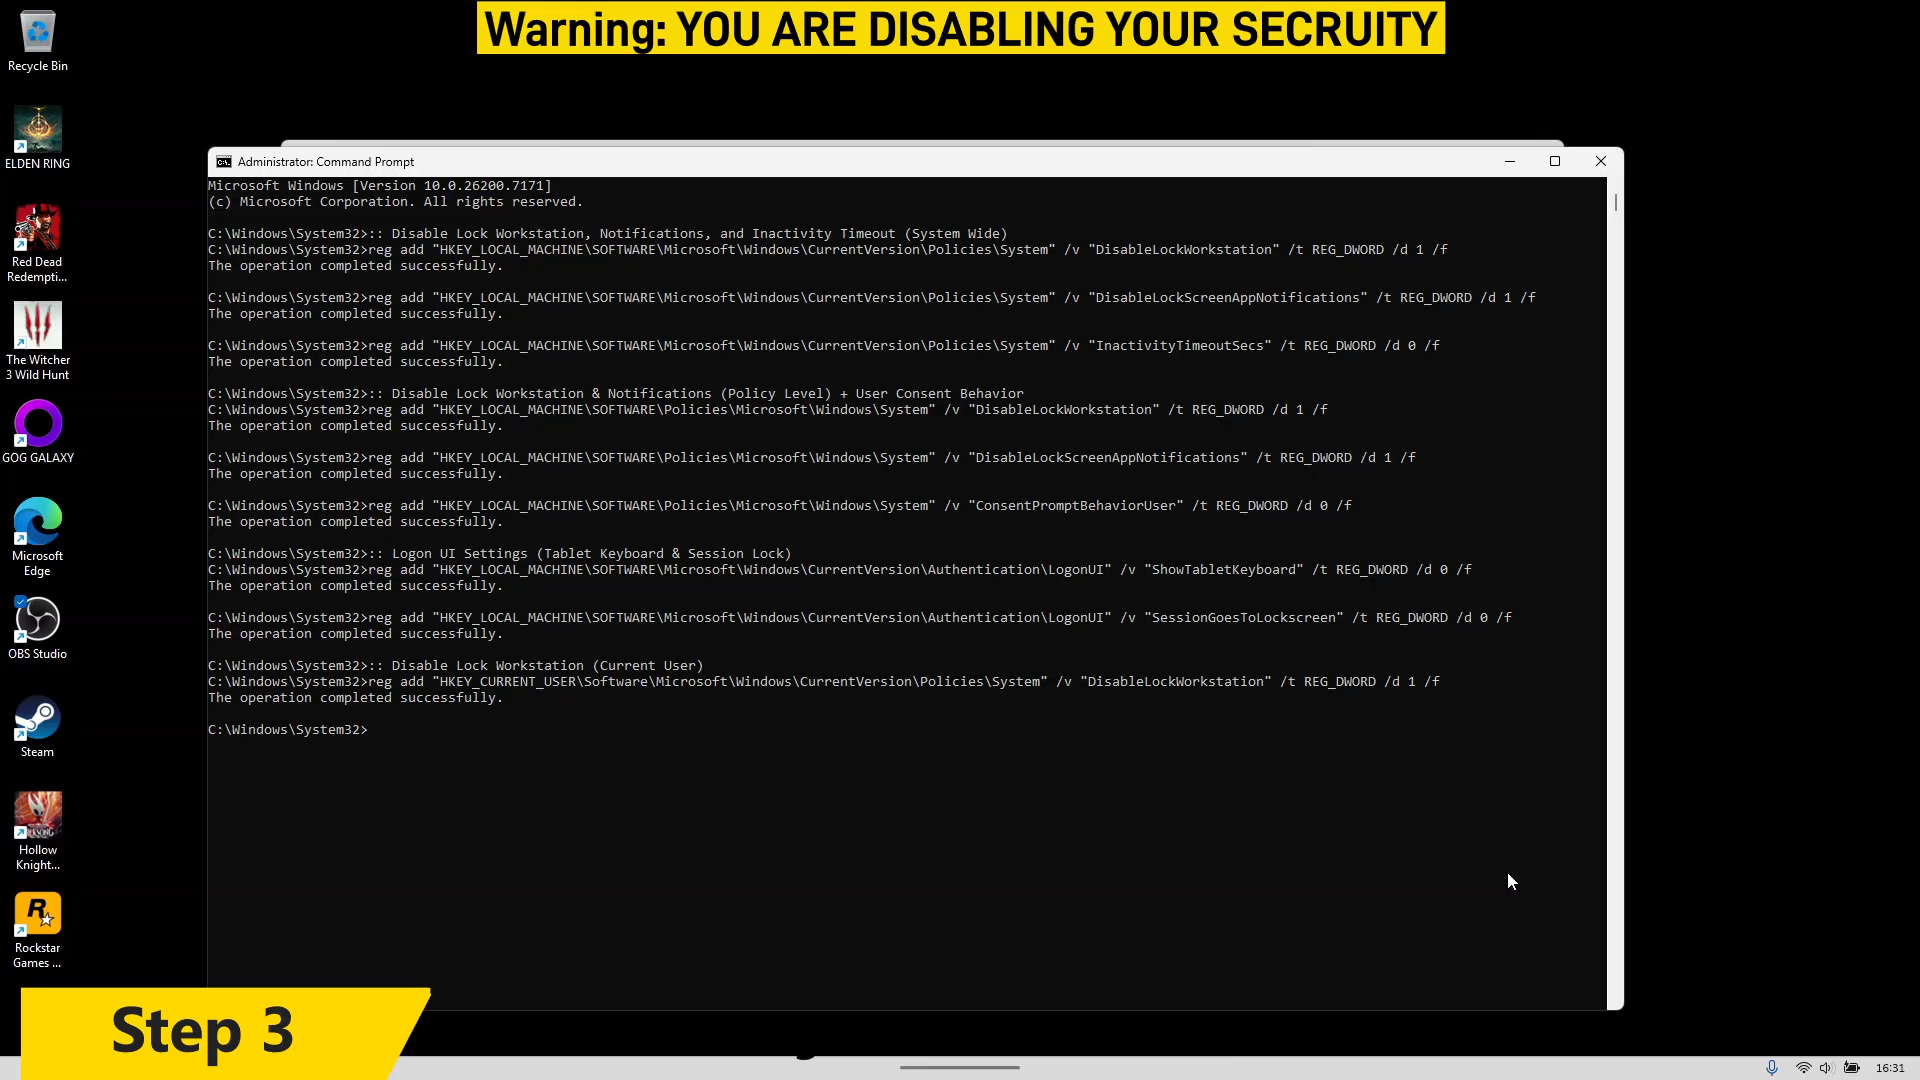 Warning: YOU ARE DISABLING YOUR SECRUITY
Recycle Bin
ELDEN RING
Red Dead
Redempti...
The Witcher
3 Wild Hunt
GOG GALAXY
Microsoft
Edge
OBS Studio
Steam
Hollow
Knight...
Rockstar
Games ...
Administrator: Command Prompt
Microsoft Windows [Version 10.0.26200.7171]
(c) Microsoft Corporation. All rights reserved.
C:\Windows\System32>:: Disable Lock Workstation, Notifications, and Inactivity Timeout (System Wide)
C:\Windows\System32>reg add "HKEY_LOCAL_MACHINE\SOFTWARE\Microsoft\Windows\CurrentVersion\Policies\System" /v "DisableLockWorkstation" /t REG_DWORD /d 1 /f
The operation completed successfully.
C:\Windows\System32>reg add "HKEY_LOCAL_MACHINE\SOFTWARE\Microsoft\Windows\CurrentVersion\Policies\System" /v "DisableLockScreenAppNotifications" /t REG_DWORD /d 1 /f
The operation completed successfully.
C:\Windows\System32>reg add "HKEY_LOCAL_MACHINE\SOFTWARE\Microsoft\Windows\CurrentVersion\Policies\System" /v "InactivityTimeoutSecs" /t REG_DWORD /d 0 /f
The operation completed successfully.
C:\Windows\System32>:: Disable Lock Workstation & Notifications (Policy Level) + User Consent Behavior
C:\Windows\System32>reg add "HKEY_LOCAL_MACHINE\SOFTWARE\Policies\Microsoft\Windows\System" /v "DisableLockWorkstation" /t REG_DWORD /d 1 /f
The operation completed successfully.
C:\Windows\System32>reg add "HKEY_LOCAL_MACHINE\SOFTWARE\Policies\Microsoft\Windows\System" /v "DisableLockScreenAppNotifications" /t REG_DWORD /d 1 /f
The operation completed successfully.
C:\Windows\System32>reg add "HKEY_LOCAL_MACHINE\SOFTWARE\Policies\Microsoft\Windows\System" /v "ConsentPromptBehaviorUser" /t REG_DWORD /d 0 /f
The operation completed successfully.
C:\Windows\System32>:: Logon UI Settings (Tablet Keyboard & Session Lock)
C:\Windows\System32>reg add "HKEY_LOCAL_MACHINE\SOFTWARE\Microsoft\Windows\CurrentVersion\Authentication\LogonUI" /v "ShowTabletKeyboard" /t REG_DWORD /d 0 /f
The operation completed successfully.
C:\Windows\System32>reg add "HKEY_LOCAL_MACHINE\SOFTWARE\Microsoft\Windows\CurrentVersion\Authentication\LogonUI" /v "SessionGoesToLockscreen" /t REG_DWORD /d 0 /f
The operation completed successfully.
C:\Windows\System32>:: Disable Lock Workstation (Current User)
C:\Windows\System32>reg add "HKEY_CURRENT_USER\Software\Microsoft\Windows\CurrentVersion\Policies\System" /v "DisableLockWorkstation" /t REG_DWORD /d 1 /f
The operation completed successfully.
C:\Windows\System32>
Step 3
16:31